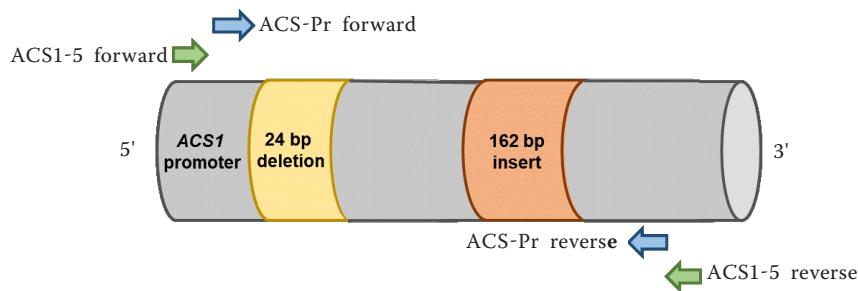 ACS-Pr forward
ACS1-5 forward
5'
ACS1
promoter
24 bp
deletion
162 bp
insert
3'
ACS-Pr reverse
ACS1-5 reverse